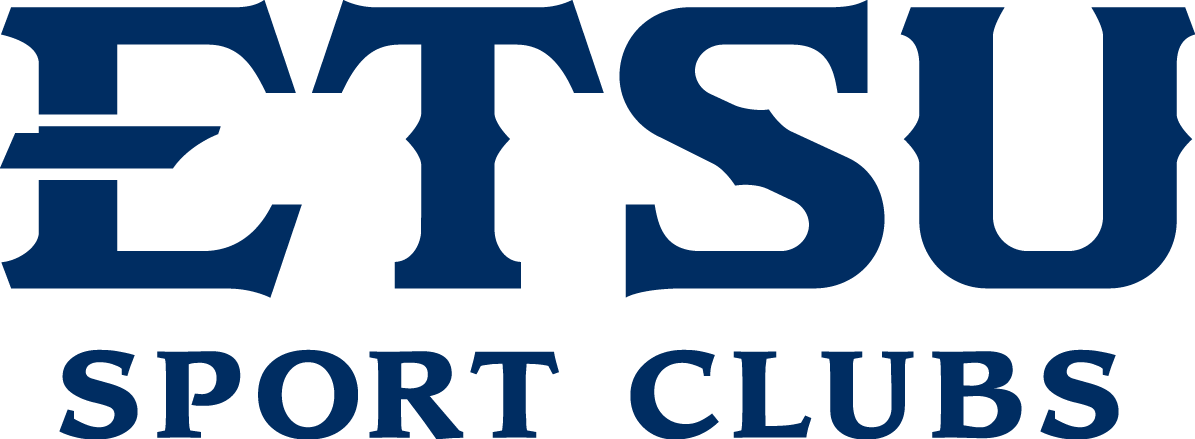 ETSU
SPORT CLUBS